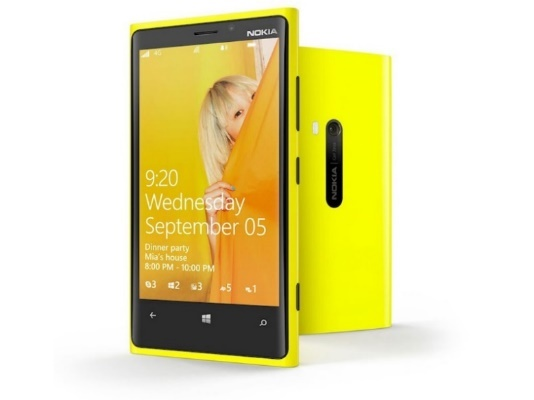 NOKIA
4G
9:20
Wednesday
September 05
Dinner party
Mia's house
8:00 PM - 10:00 PM
3 2 3 5 1
NOKIA